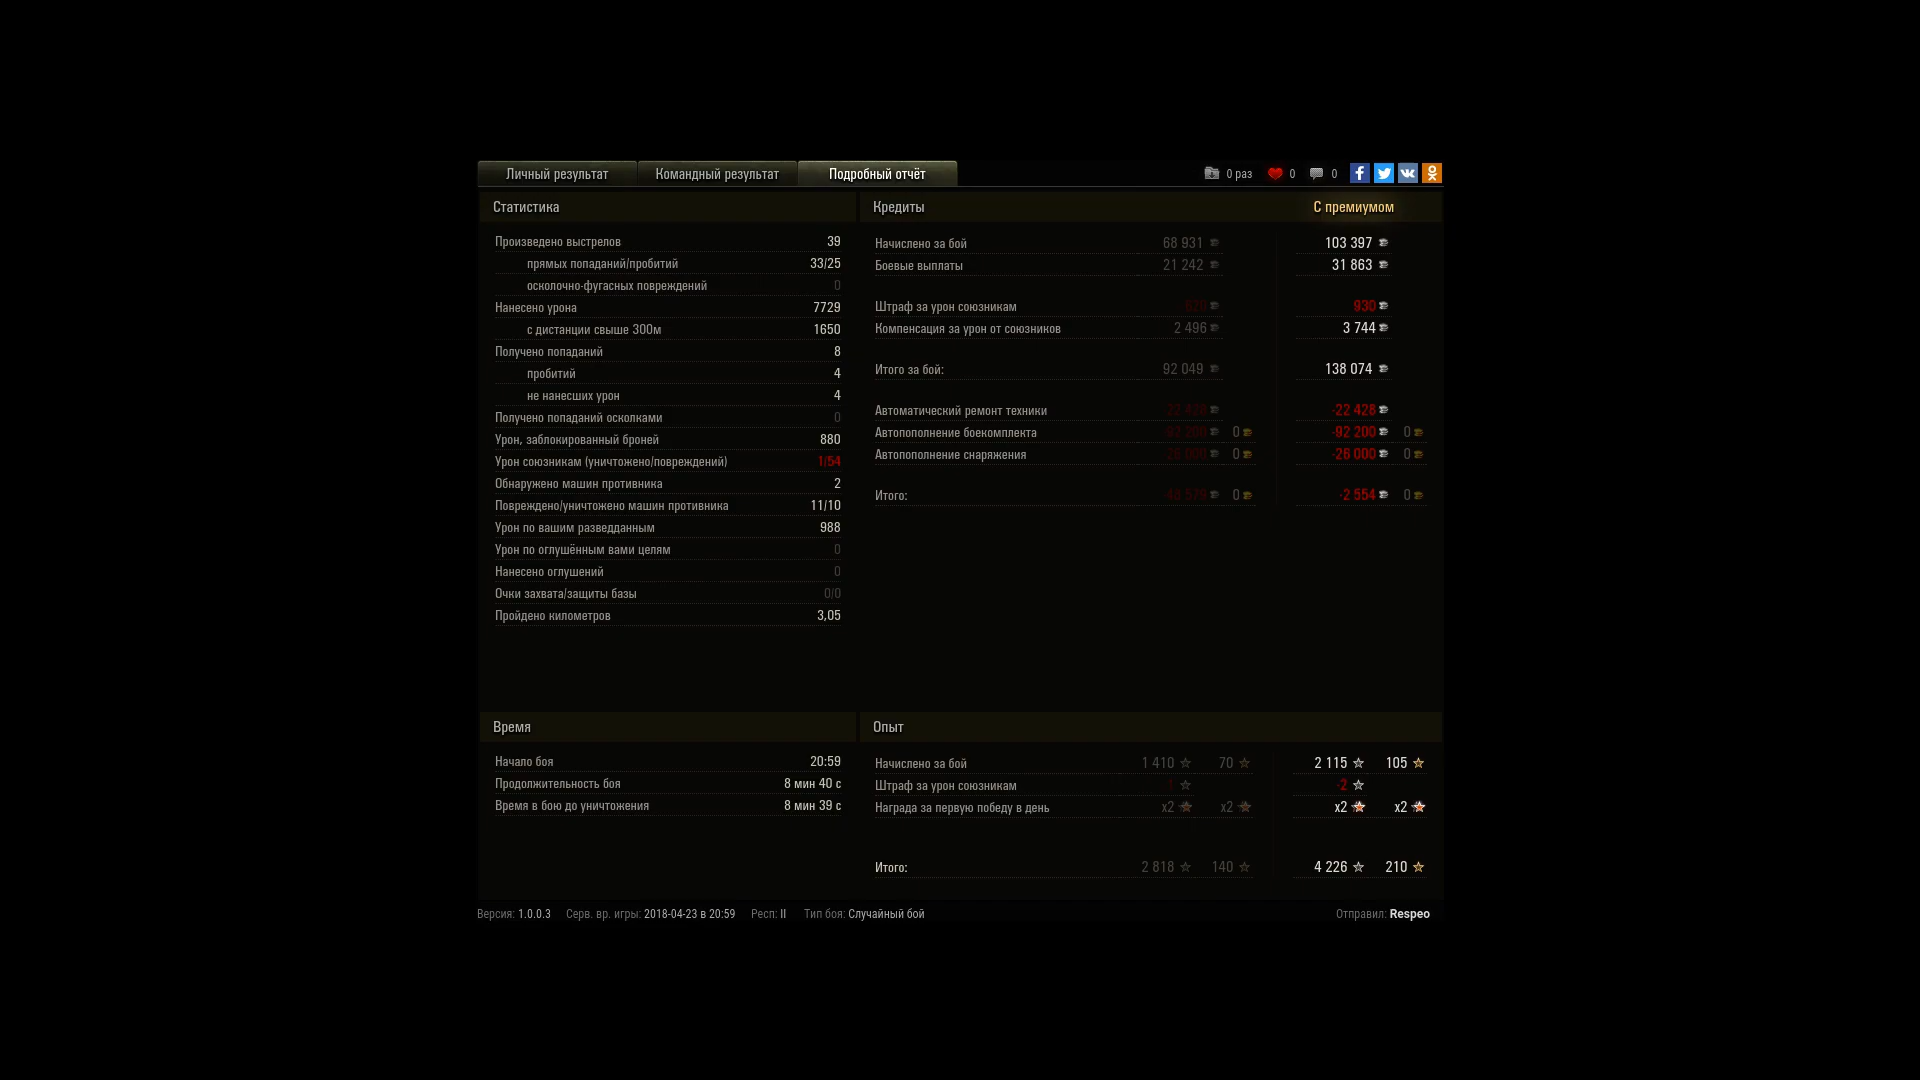 Личный результат Командный результат Подробный отчёт 0 раз 0 0
Статистика
Произведено выстрелов 39
прямых попаданий/пробитий 33/25
осколочно-фугасных повреждений 0
Нанесено урона 7729
с дистанции свыше 300м 1650
Получено попаданий 8
пробитий 4
не нанесших урон 4
Получено попаданий осколками 0
Урон, заблокированный броней 880
Урон союзникам (уничтожено/повреждений) 1/54
Обнаружено машин противника 2
Повреждено/уничтожено машин противника 11/10
Урон по вашим разведданным 988
Урон по оглушённым вами целям 0
Нанесено оглушений 0
Очки захвата/защиты базы 0/0
Пройдено километров 3,05
Кредиты С премиумом
Начислено за бой 68 931 103 397
Боевые выплаты 21 242 31 863
Штраф за урон союзникам 620 930
Компенсация за урон от союзников 2 496 3 744
Итого за бой: 92 049 138 074
Автоматический ремонт техники 22 428 -22 428
Автопополнение боекомплекта -92 200 0 -92 200 0
Автопополнение снаряжения -26 000 0 -26 000 0
Итого: -48 579 0 -2 554 0
Время
Начало боя 20:59
Продолжительность боя 8 мин 40 с
Время в бою до уничтожения 8 мин 39 с
Опыт
Начислено за бой 1 410 70 2 115 105
Штраф за урон союзникам 1 -2
Награда за первую победу в день x2 x2 x2 x2
Итого: 2 818 140 4 226 210
Версия: 1.0.0.3 Серв. вр. игры: 2018-04-23 в 20:59 Респ: II Тип боя: Случайный бой Отправил: Respeo